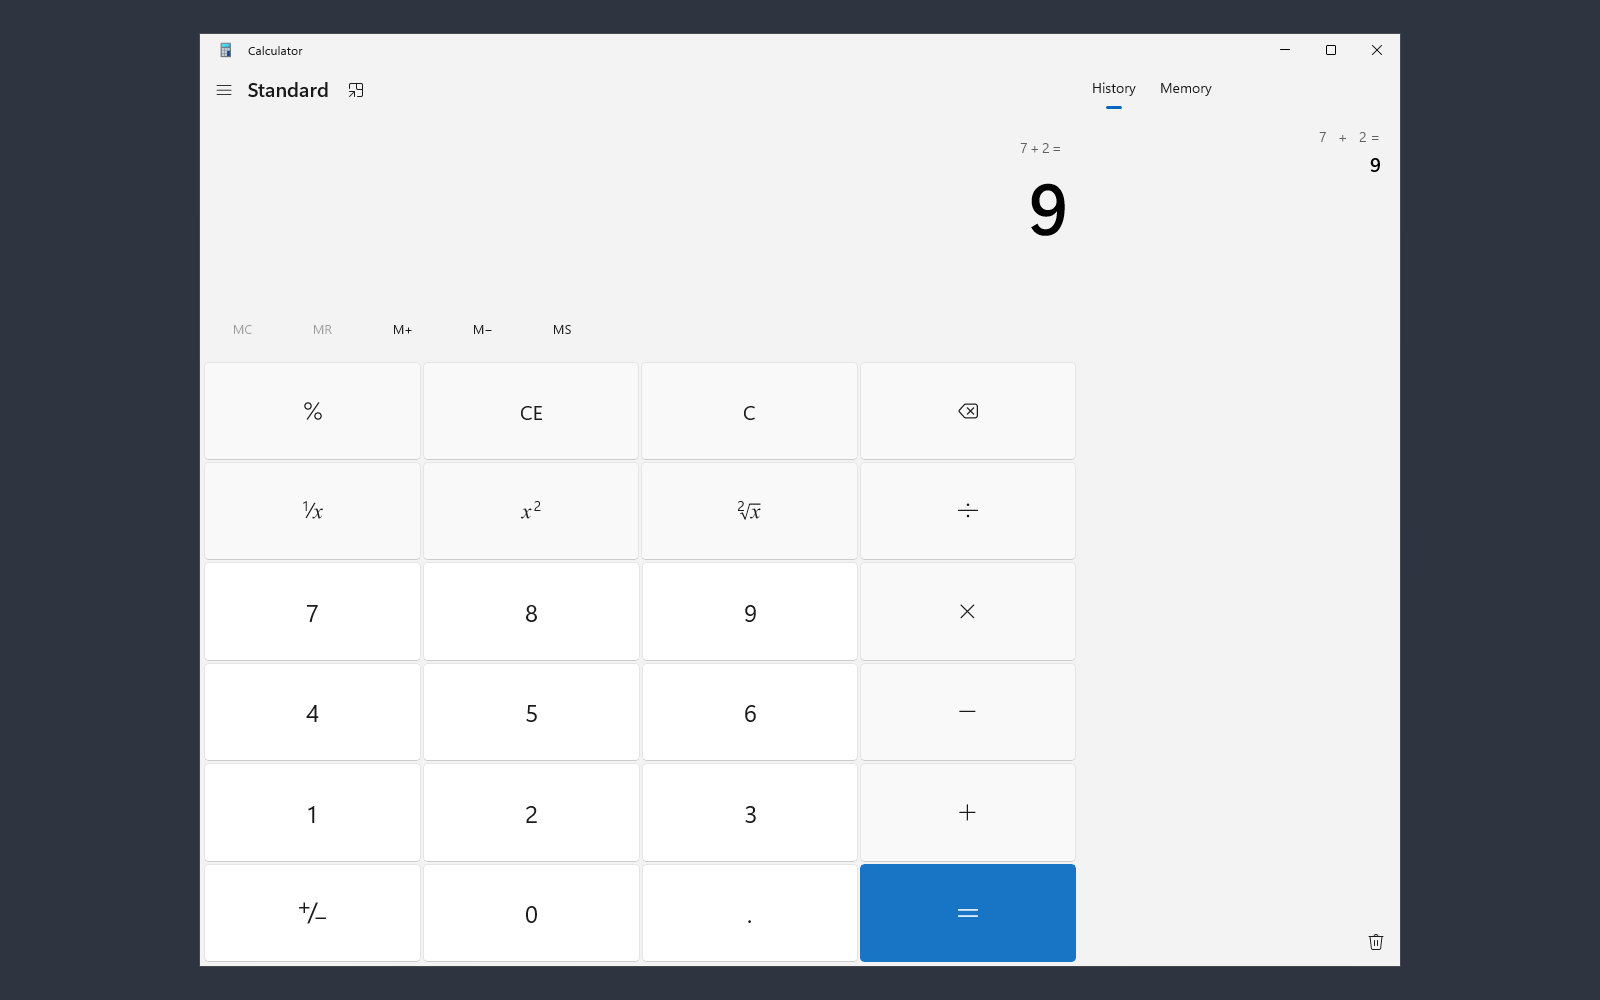 Calculator
Standard
History Memory
7 + 2 =
9
7 + 2 =
9
MC MR M+ M− MS
% CE C
¹⁄x x² ²√x ÷
7 8 9 ×
4 5 6 −
1 2 3 +
+/− 0 . =